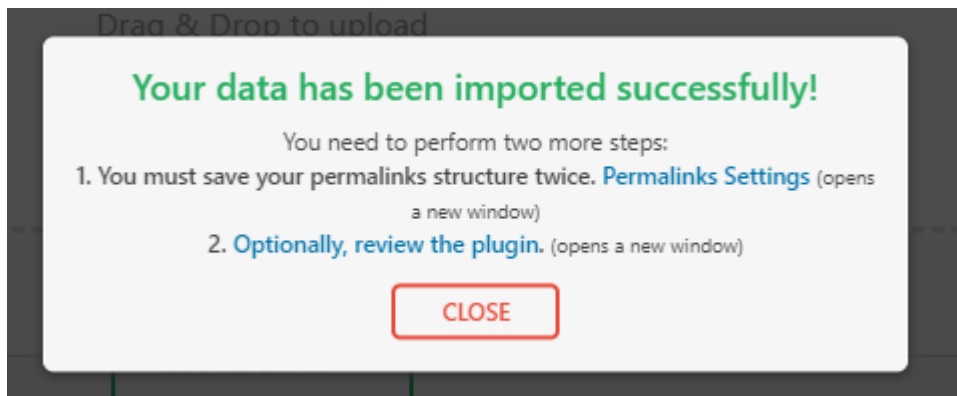 Drag & Drop to upload
Your data has been imported successfully!
You need to perform two more steps:
1. You must save your permalinks structure twice. Permalinks Settings (opens
a new window)
2. Optionally, review the plugin. (opens a new window)
CLOSE